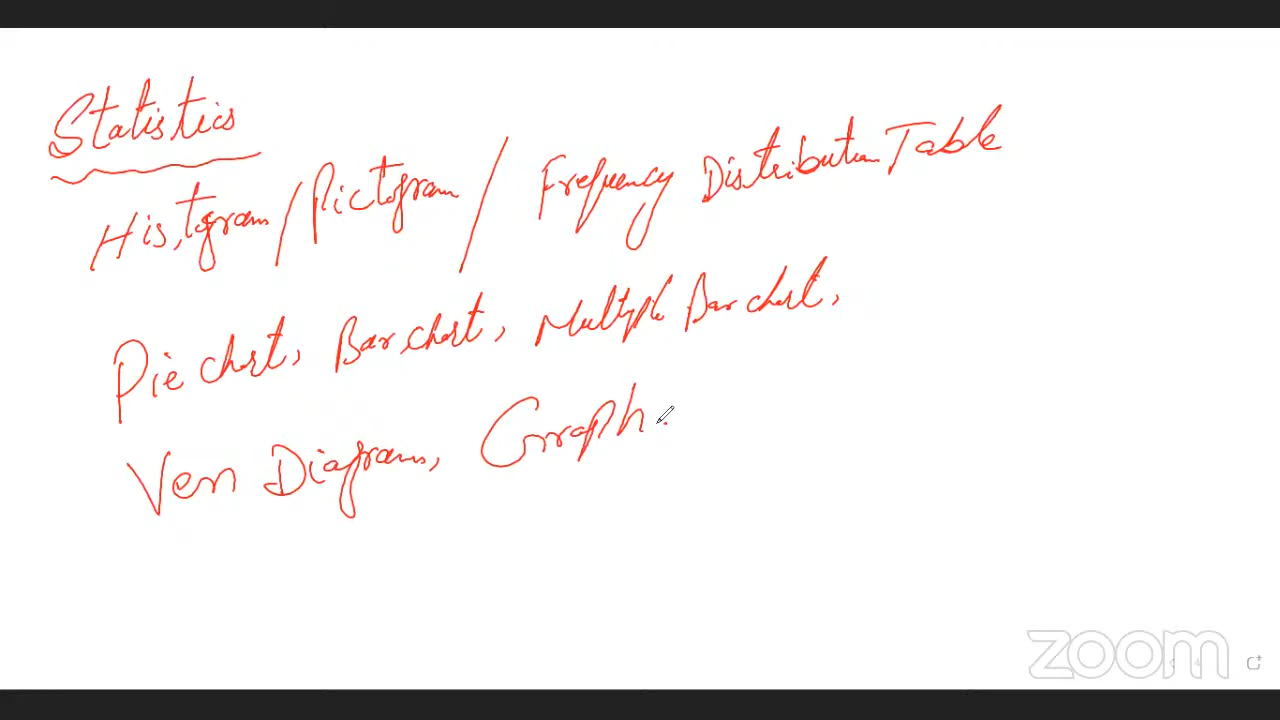 Statistics
Histogram / Pictogram / Frequency Distribution Table
Pie chart, Bar chart, Multiple Bar chart,
Ven Diagram, Graph.
zoom